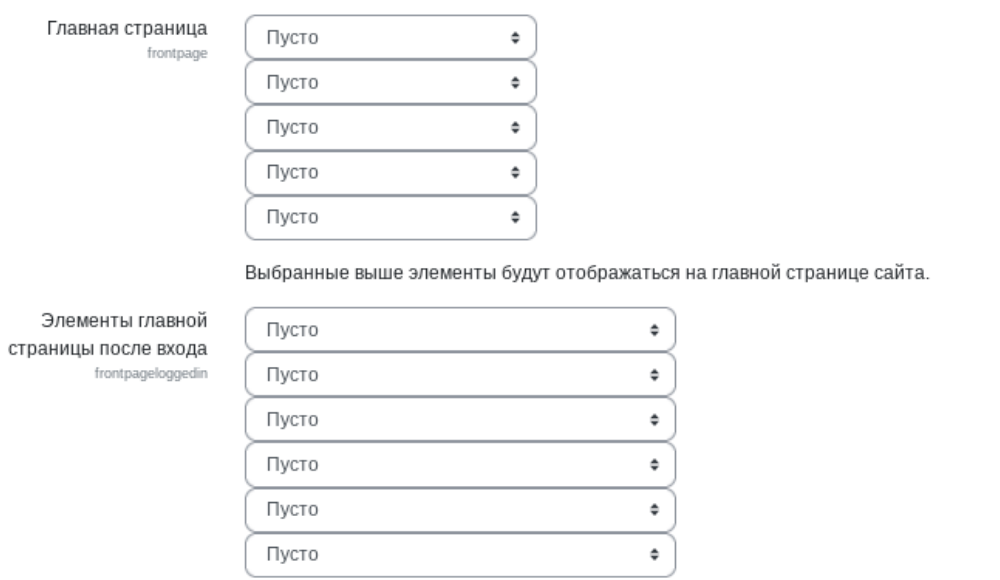 Главная страница
frontpage
Пусто
Пусто
Пусто
Пусто
Пусто
Выбранные выше элементы будут отображаться на главной странице сайта.
Элементы главной
страницы после входа
frontpageloggedin
Пусто
Пусто
Пусто
Пусто
Пусто
Пусто